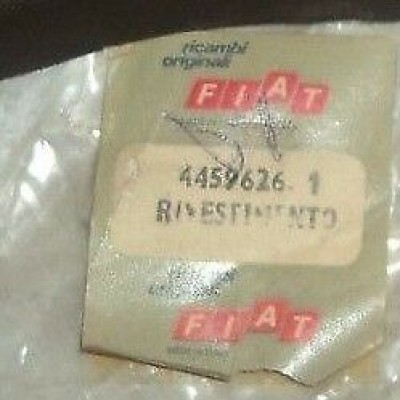 ricambi
originali
FIAT
4459626 1
RIVESTIMENTO
FIAT